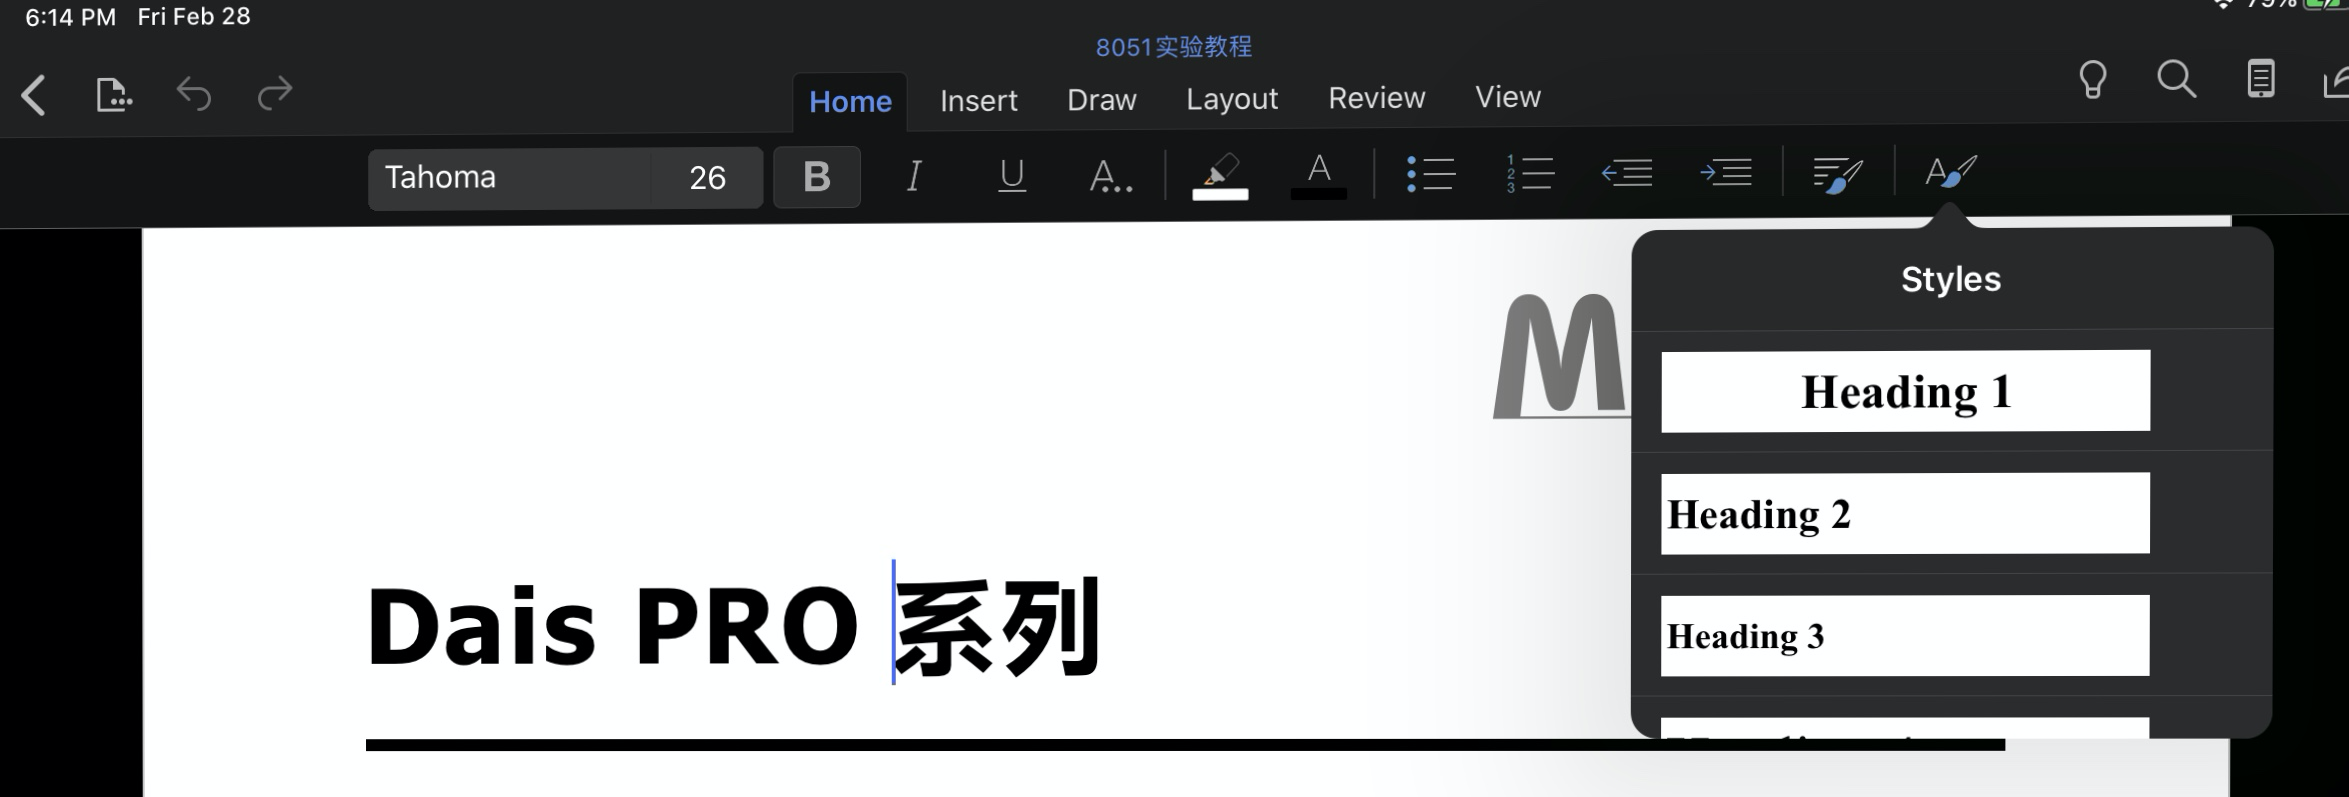 6:14 PM Fri Feb 28
79%
8051实验教程
Home Insert Draw Layout Review View
Tahoma 26 B I U A... A
Styles
M
Heading 1
Heading 2
Heading 3
Dais PRO 系列